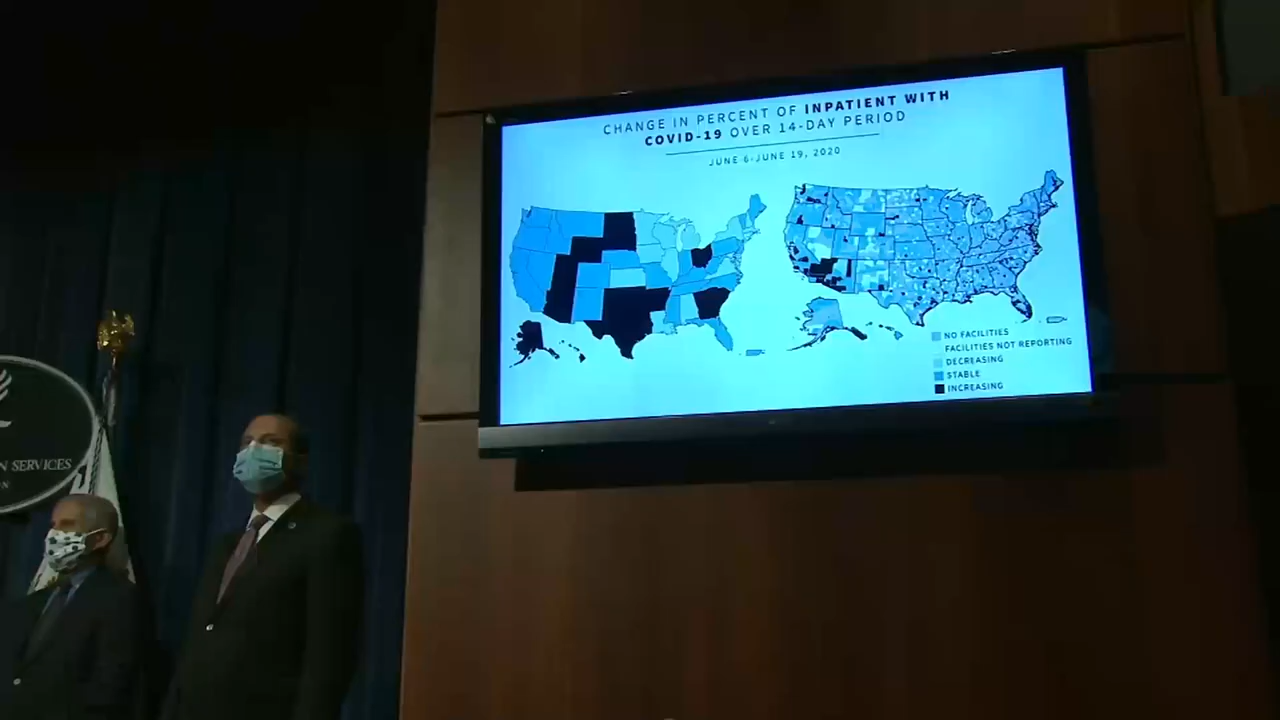 CHANGE IN PERCENT OF INPATIENT WITH
COVID-19 OVER 14-DAY PERIOD
JUNE 6-JUNE 19, 2020
NO FACILITIES
FACILITIES NOT REPORTING
DECREASING
STABLE
INCREASING
N SERVICES